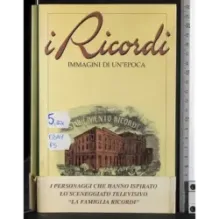 i Ricordi
IMMAGINI DI UN'EPOCA
I PERSONAGGI CHE HANNO ISPIRATO
LO SCENEGGIATO TELEVISIVO
"LA FAMIGLIA RICORDI"